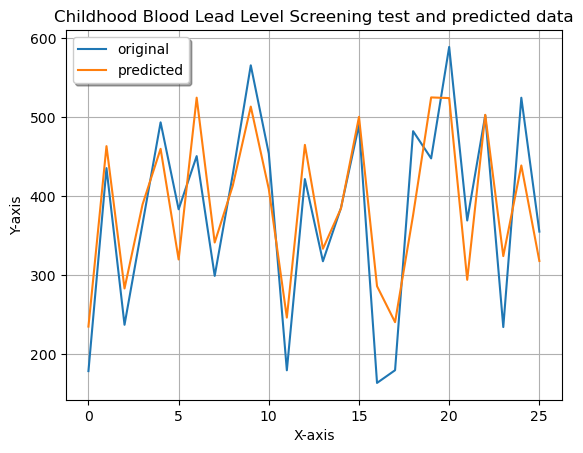 Childhood Blood Lead Level Screening test and predicted data
original
predicted
600
500
400
300
200
Y-axis
0 5 10 15 20 25
X-axis